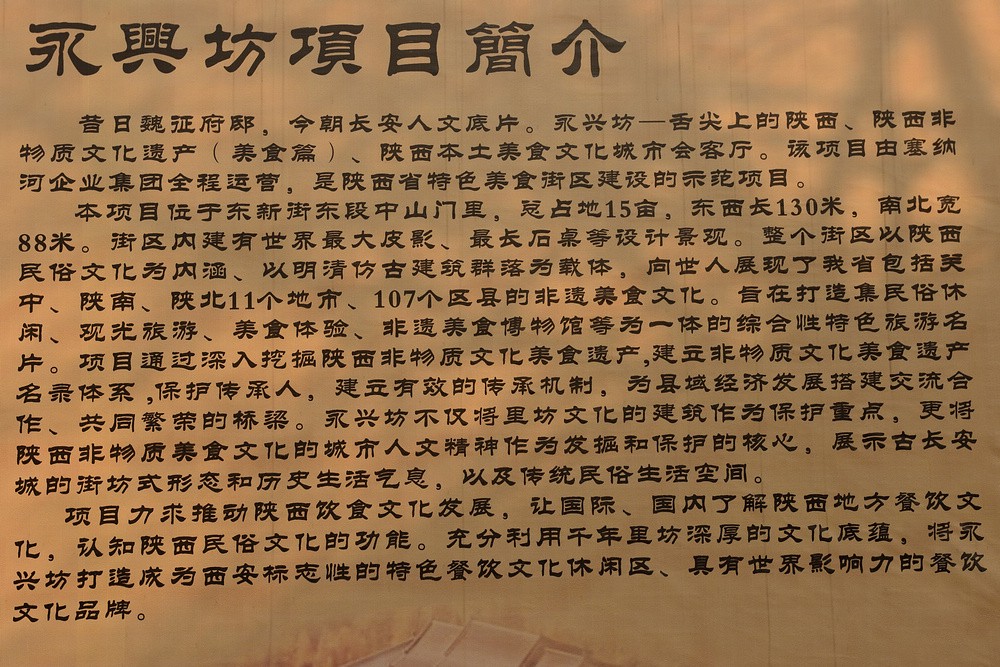 永興坊項目簡介
昔日魏征府邸，今朝长安人文底片。永兴坊—舌尖上的陕西、陕西非
物质文化遗产（美食篇）、陕西本土美食文化城市会客厅。该项目由塞纳
河企业集团全程运营，是陕西省特色美食街区建设的示范项目。
本项目位于东新街东段中山门里，总占地15亩，东西长130米，南北宽
88米。街区内建有世界最大皮影、最长石桌等设计景观。整个街区以陕西
民俗文化为内涵、以明清仿古建筑群落为载体，向世人展现了我省包括关
中、陕南、陕北11个地市、107个区县的非遗美食文化。旨在打造集民俗休
闲、观光旅游、美食体验、非遗美食博物馆等为一体的综合性特色旅游名
片。项目通过深入挖掘陕西非物质文化美食遗产,建立非物质文化美食遗产
名录体系,保护传承人，建立有效的传承机制，为县域经济发展搭建交流合
作、共同繁荣的桥梁。永兴坊不仅将里坊文化的建筑作为保护重点，更将
陕西非物质美食文化的城市人文精神作为发掘和保护的核心，展示古长安
城的街坊式形态和历史生活气息，以及传统民俗生活空间。
项目力求推动陕西饮食文化发展，让国际、国内了解陕西地方餐饮文
化，认知陕西民俗文化的功能。充分利用千年里坊深厚的文化底蕴，将永
兴坊打造成为西安标志性的特色餐饮文化休闲区、具有世界影响力的餐饮
文化品牌。